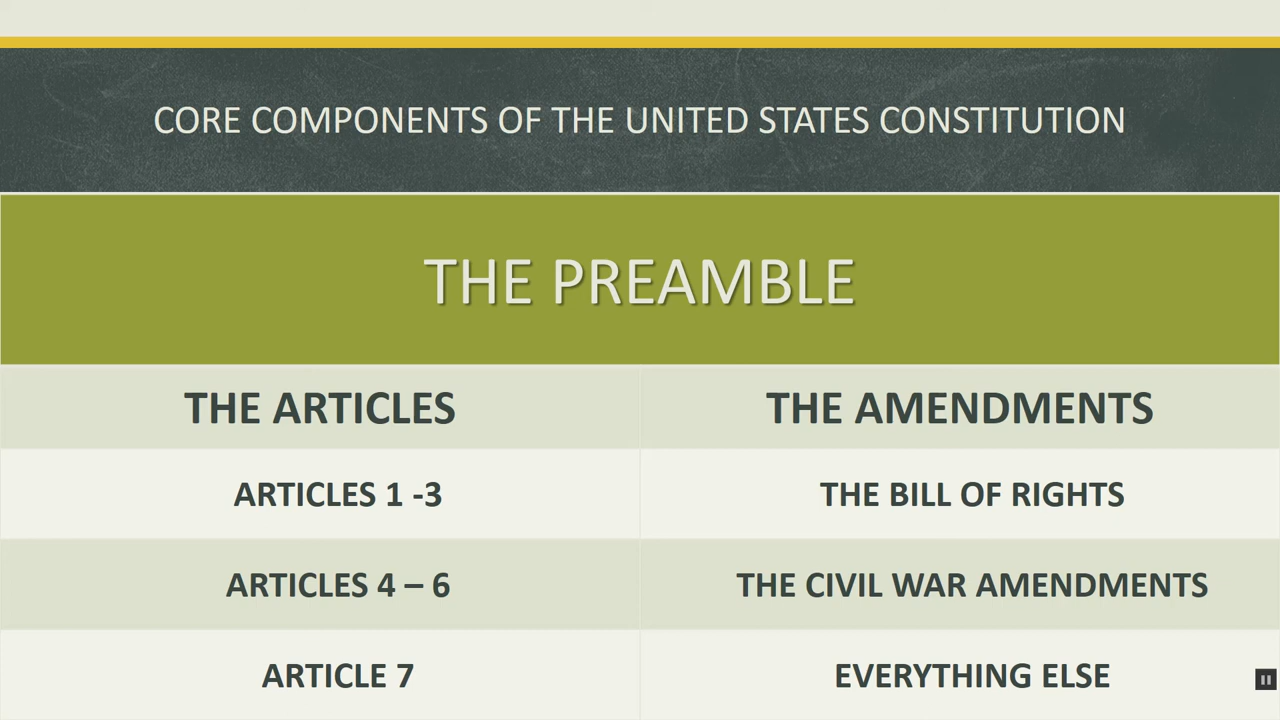 CORE COMPONENTS OF THE UNITED STATES CONSTITUTION
THE PREAMBLE
THE ARTICLES
THE AMENDMENTS
ARTICLES 1 -3
THE BILL OF RIGHTS
ARTICLES 4 – 6
THE CIVIL WAR AMENDMENTS
ARTICLE 7
EVERYTHING ELSE